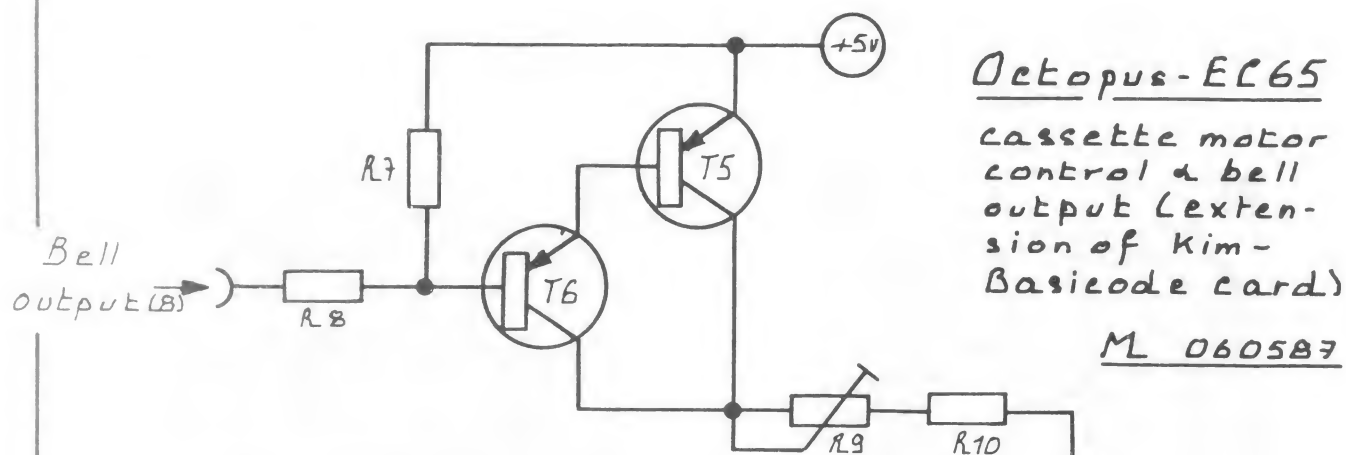 +5V
Octopus-EC65
cassette motor
control & bell
output (exten-
sion of Kim-
Basicode card)
M 060587
R7
T5
Bell
output(8)
R8
T6
R9
R10